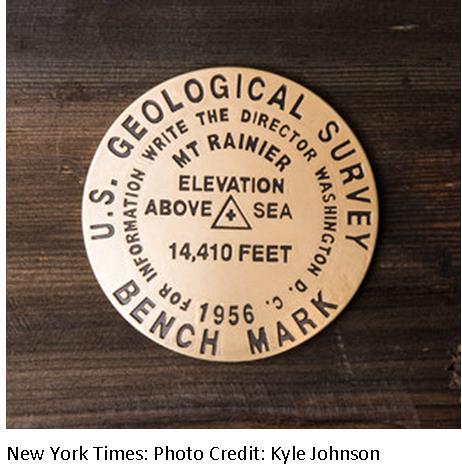 U.S. GEOLOGICAL SURVEY
FOR INFORMATION WRITE THE DIRECTOR WASHINGTON D. C.
MT RAINIER
ELEVATION
ABOVE SEA
14,410 FEET
1956
BENCH MARK
New York Times: Photo Credit: Kyle Johnson